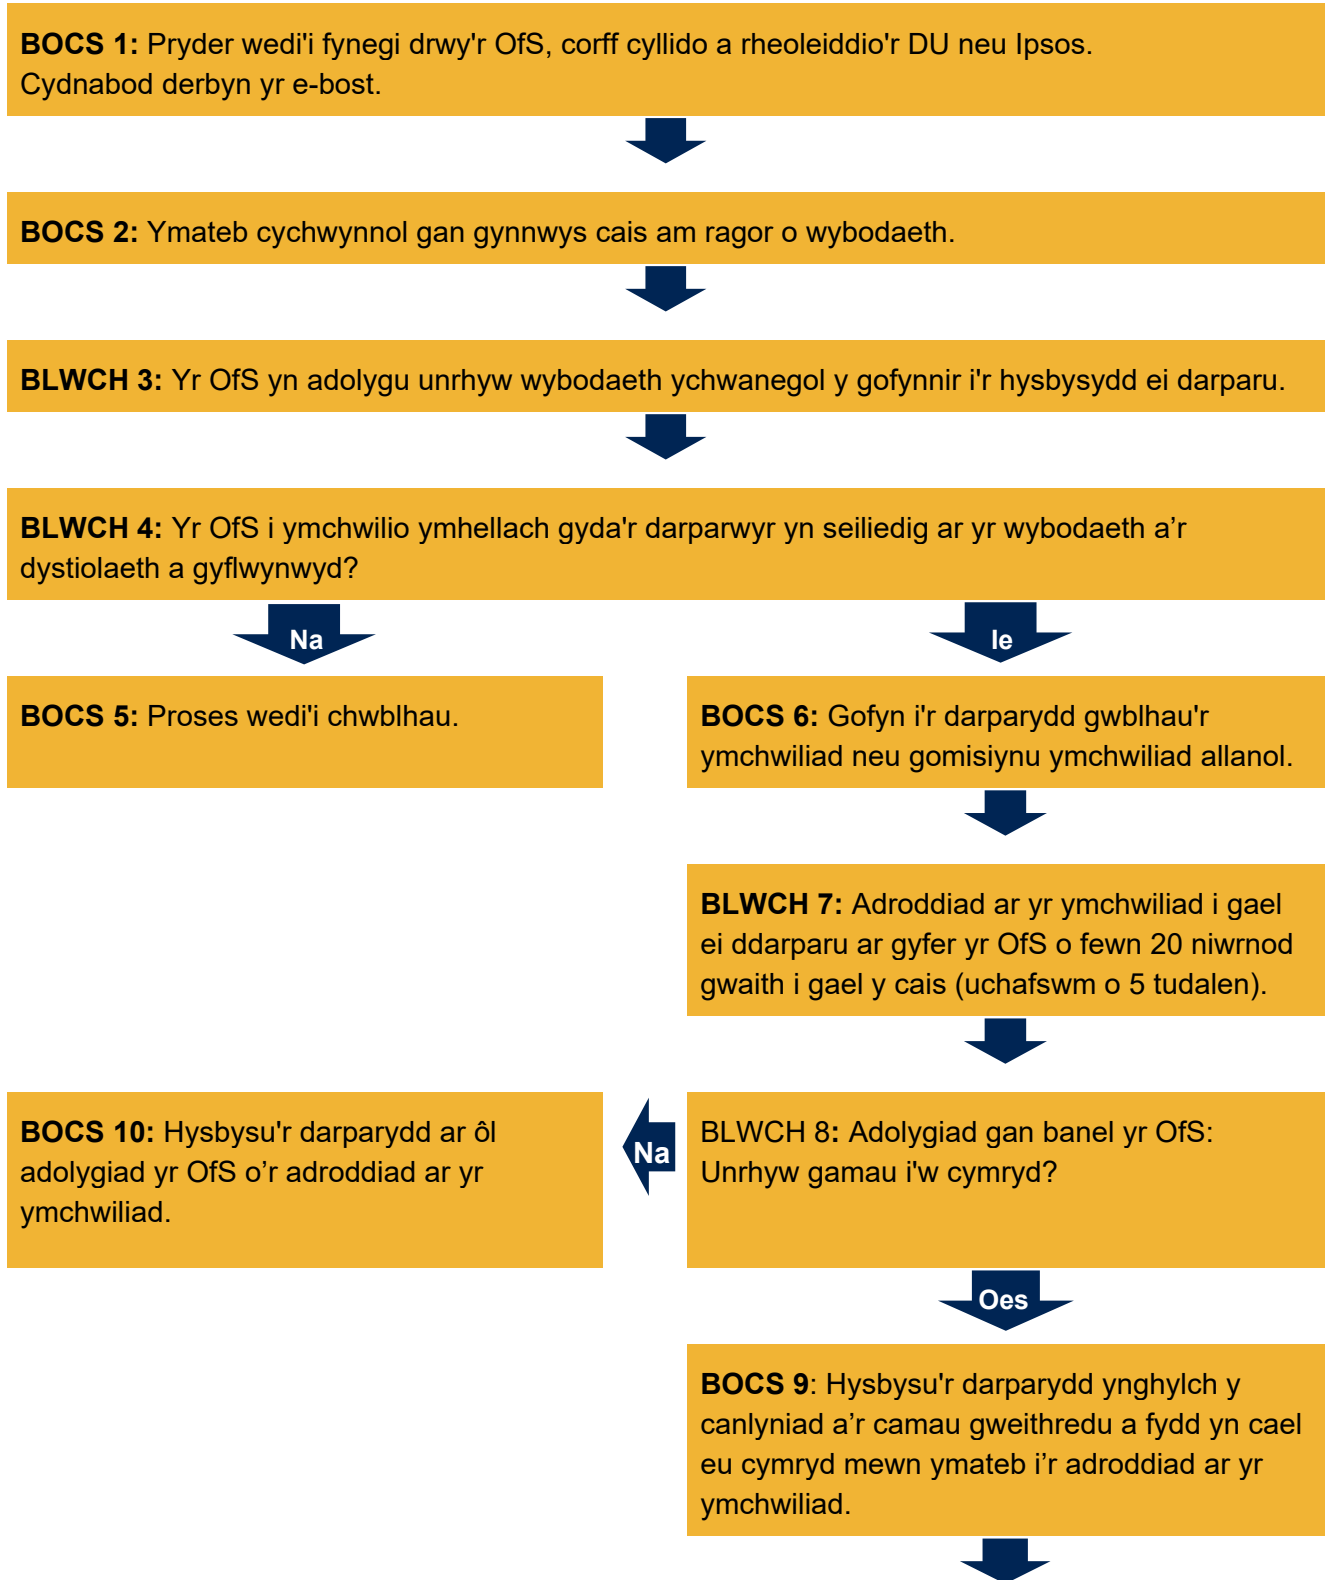 BOCS 1: Pryder wedi'i fynegi drwy'r OfS, corff cyllido a rheoleiddio'r DU neu Ipsos.
Cydnabod derbyn yr e-bost.
BOCS 2: Ymateb cychwynnol gan gynnwys cais am ragor o wybodaeth.
BLWCH 3: Yr OfS yn adolygu unrhyw wybodaeth ychwanegol y gofynnir i'r hysbysydd ei darparu.
BLWCH 4: Yr OfS i ymchwilio ymhellach gyda'r darparwyr yn seiliedig ar yr wybodaeth a’r
dystiolaeth a gyflwynwyd?
Na
Ie
BOCS 5: Proses wedi'i chwblhau.
BOCS 6: Gofyn i'r darparydd gwblhau'r
ymchwiliad neu gomisiynu ymchwiliad allanol.
BLWCH 7: Adroddiad ar yr ymchwiliad i gael
ei ddarparu ar gyfer yr OfS o fewn 20 niwrnod
gwaith i gael y cais (uchafswm o 5 tudalen).
BOCS 10: Hysbysu'r darparydd ar ôl
adolygiad yr OfS o’r adroddiad ar yr
ymchwiliad.
Na
BLWCH 8: Adolygiad gan banel yr OfS:
Unrhyw gamau i'w cymryd?
Oes
BOCS 9: Hysbysu'r darparydd ynghylch y
canlyniad a’r camau gweithredu a fydd yn cael
eu cymryd mewn ymateb i’r adroddiad ar yr
ymchwiliad.